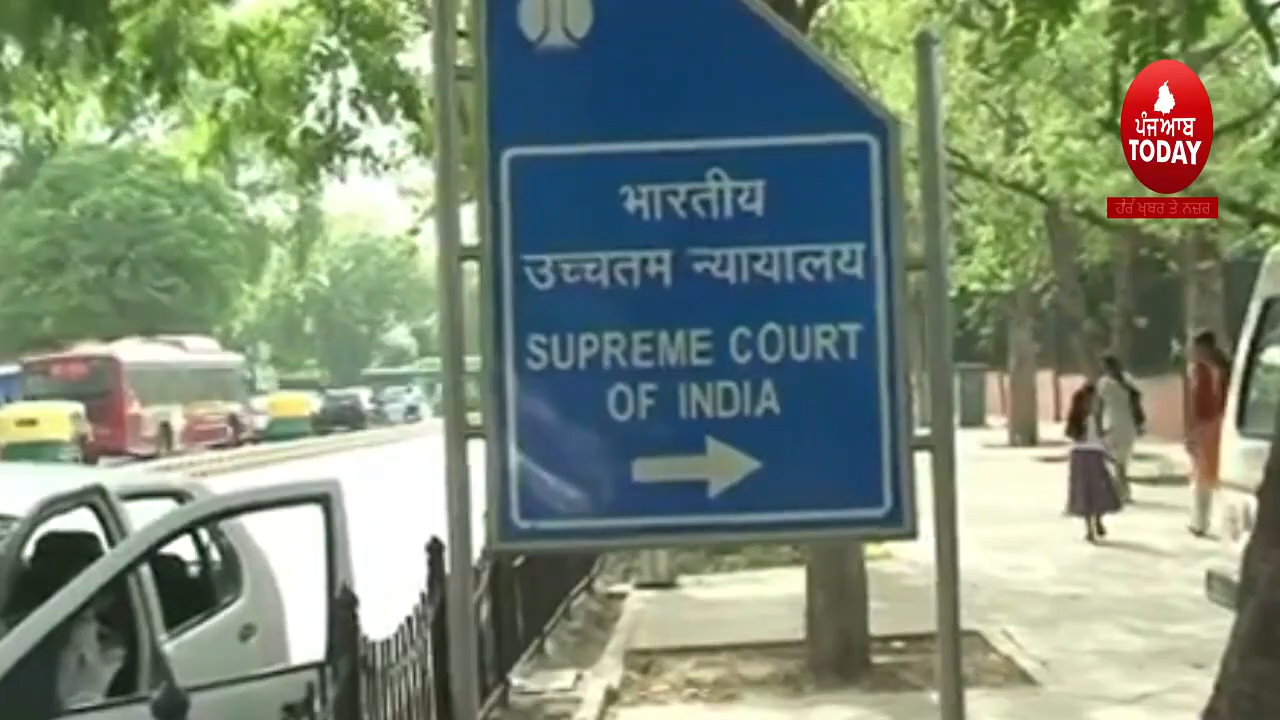 भारतीय
उच्चतम न्यायालय
SUPREME COURT
OF INDIA
ਪੰਜਾਬ
TODAY
ਹਰ ਖ਼ਬਰ ਤੇ ਨਜ਼ਰ